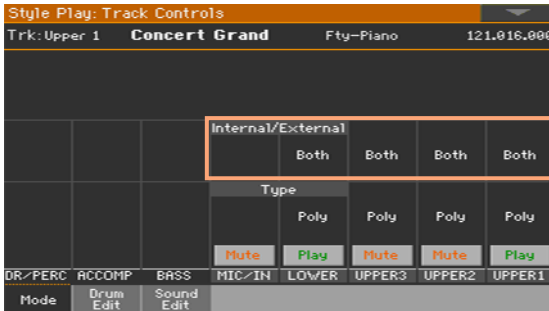 Style Play: Track Controls
Trk: Upper 1 Concert Grand Fty-Piano 121.016.000
Internal/External
Both Both Both Both
Type
Poly Poly Poly Poly
Mute Play Mute Mute Play
DR/PERC ACCOMP BASS MIC/IN LOWER UPPER3 UPPER2 UPPER1
Mode Drum Edit Sound Edit